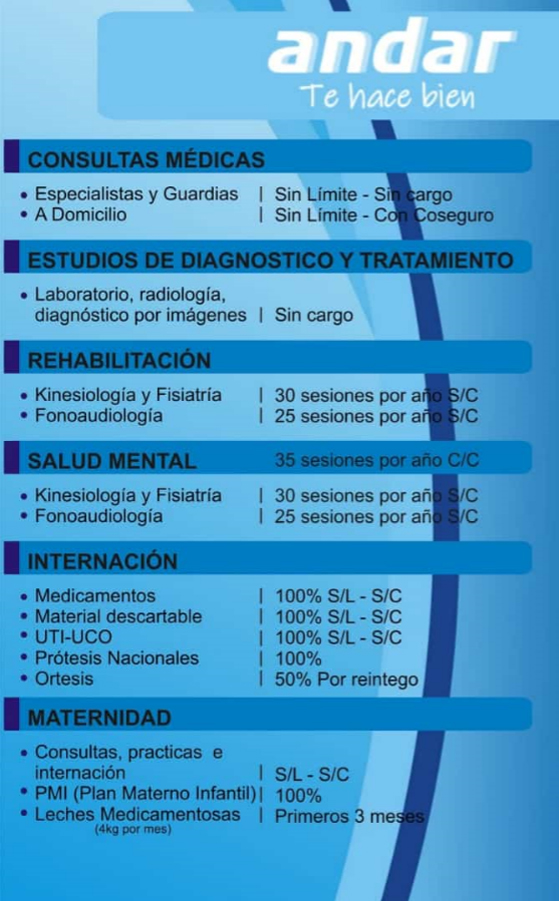 andar
Te hace bien
CONSULTAS MÉDICAS
• Especialistas y Guardias | Sin Límite - Sin cargo
• A Domicilio | Sin Límite - Con Coseguro
ESTUDIOS DE DIAGNOSTICO Y TRATAMIENTO
• Laboratorio, radiología,
diagnóstico por imágenes | Sin cargo
REHABILITACIÓN
• Kinesiología y Fisiatría | 30 sesiones por año S/C
• Fonoaudiología | 25 sesiones por año S/C
SALUD MENTAL 35 sesiones por año C/C
• Kinesiología y Fisiatría | 30 sesiones por año S/C
• Fonoaudiología | 25 sesiones por año S/C
INTERNACIÓN
• Medicamentos | 100% S/L - S/C
• Material descartable | 100% S/L - S/C
• UTI-UCO | 100% S/L - S/C
• Prótesis Nacionales | 100%
• Ortesis | 50% Por reintego
MATERNIDAD
• Consultas, practicas e
internación | S/L - S/C
• PMI (Plan Materno Infantil) | 100%
• Leches Medicamentosas | Primeros 3 meses
(4kg por mes)